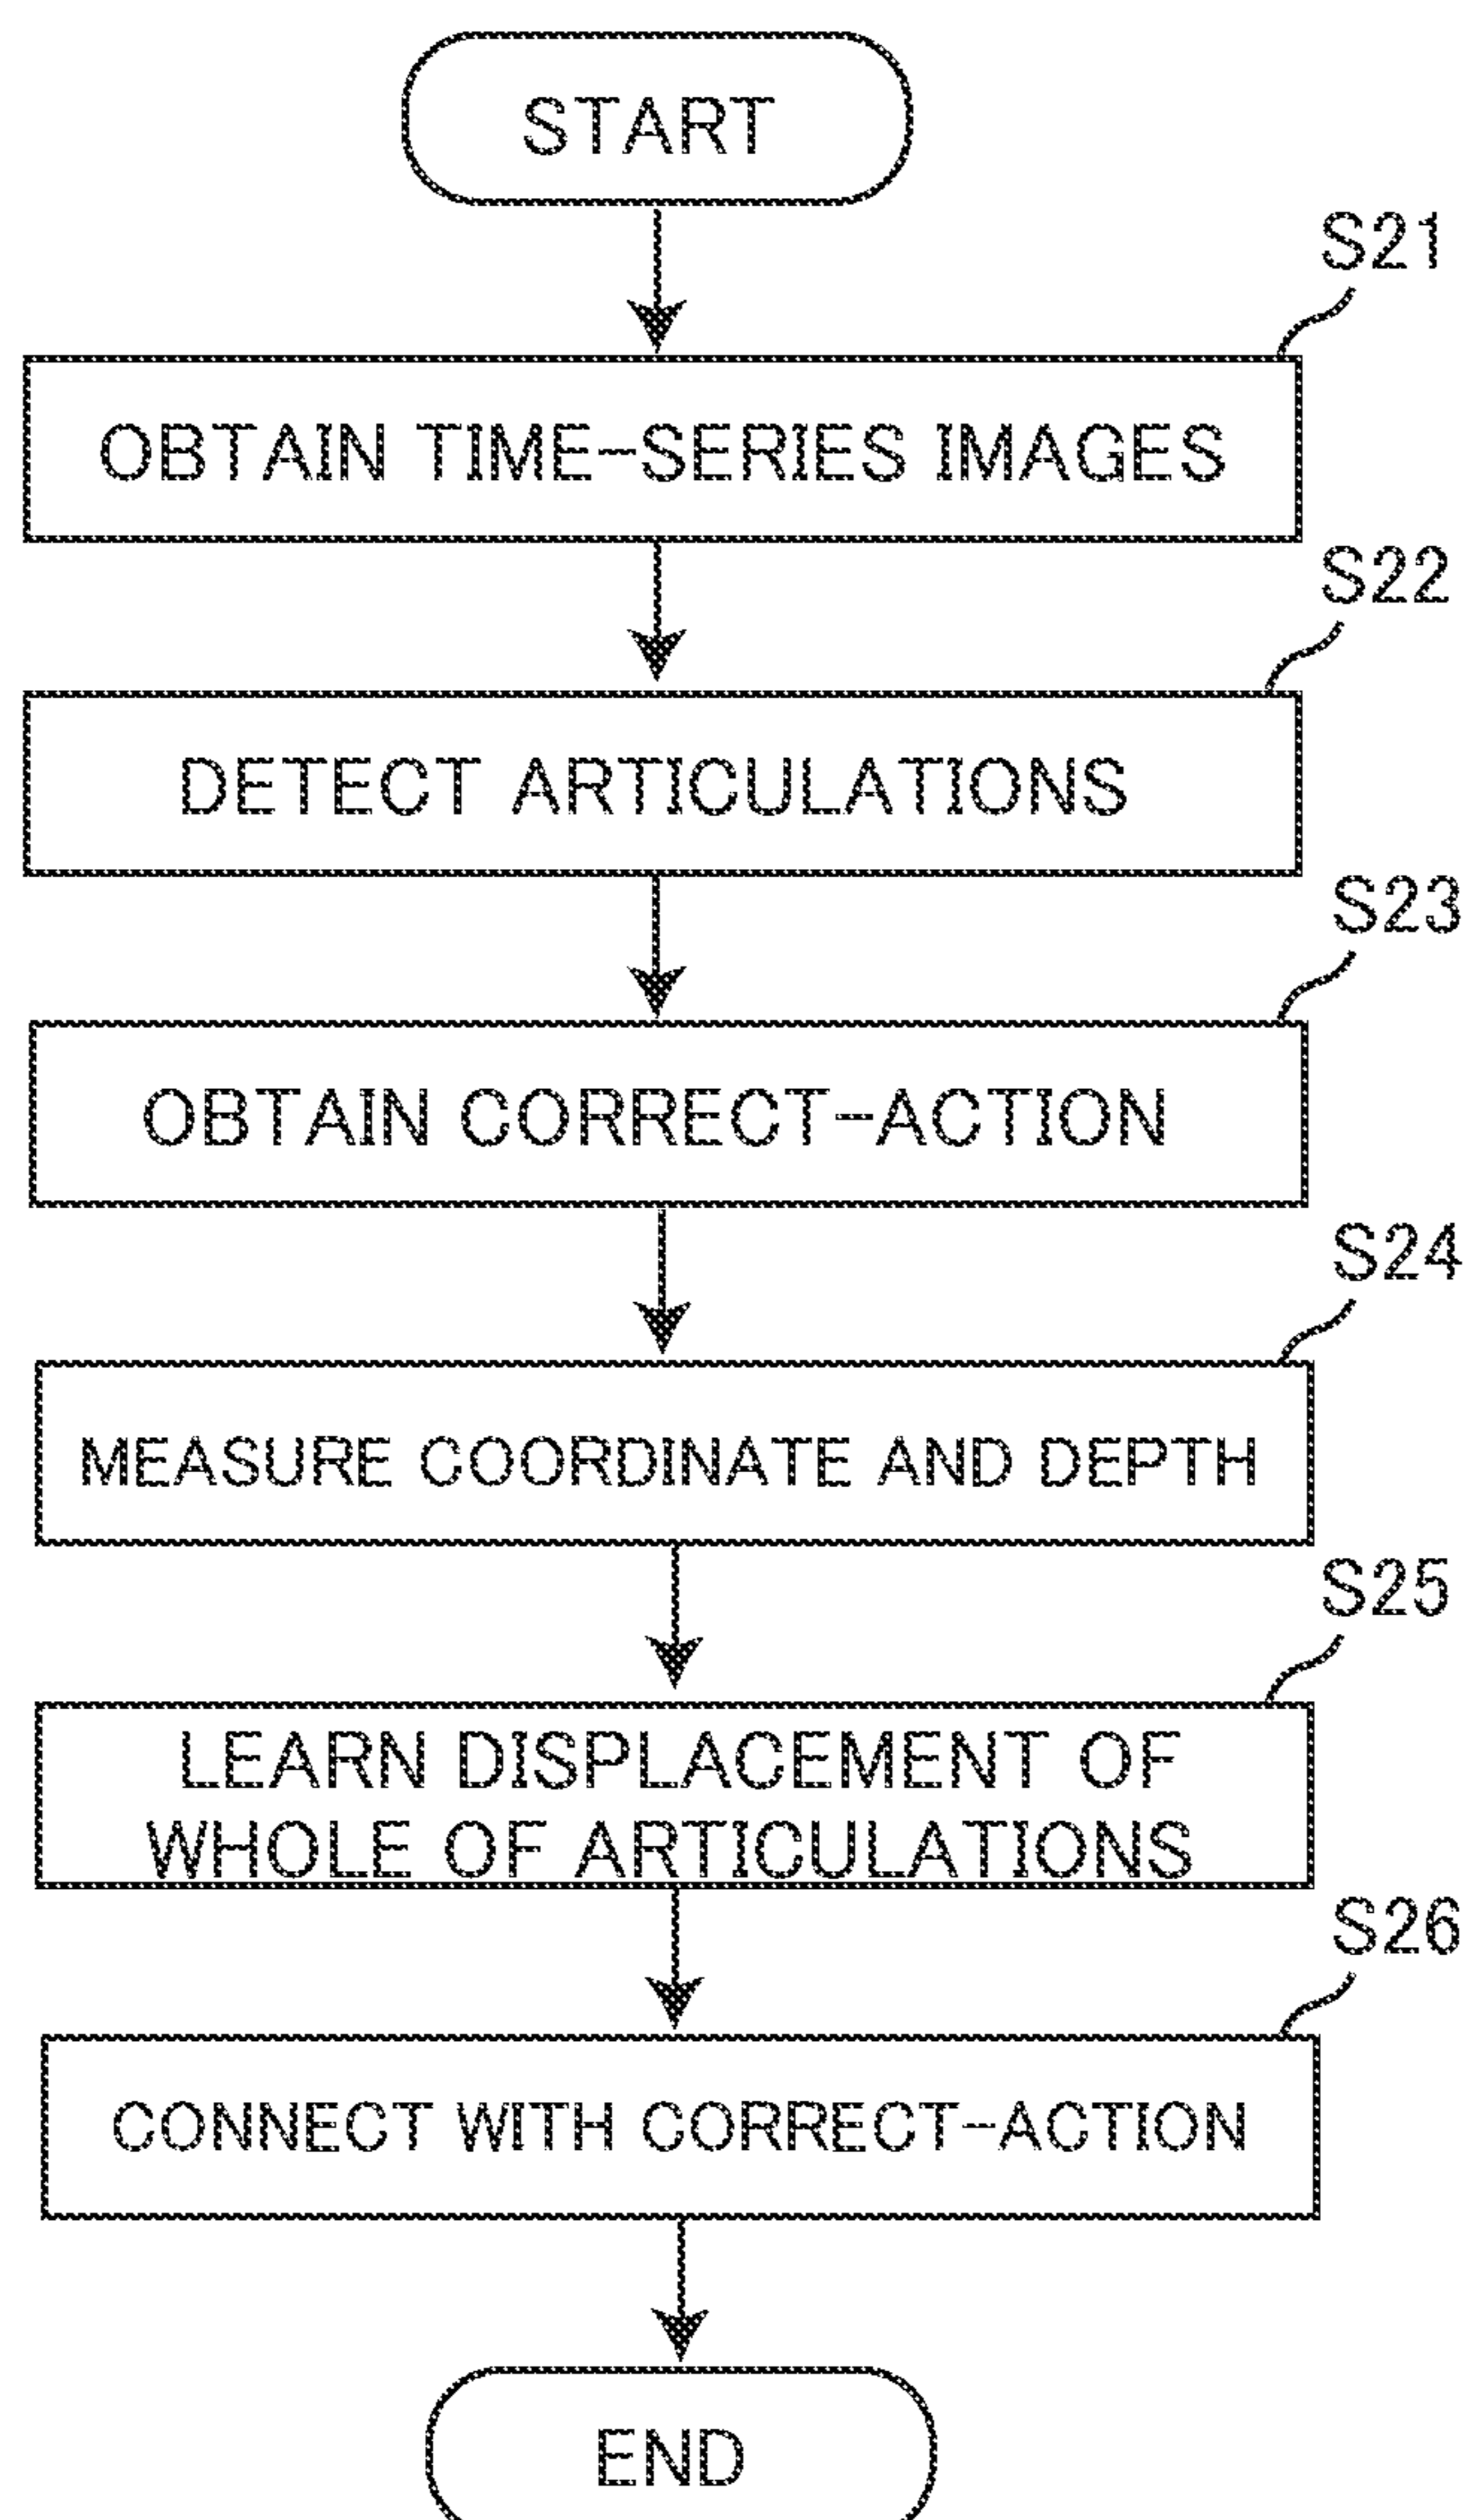 START
S21
OBTAIN TIME-SERIES IMAGES
S22
DETECT ARTICULATIONS
S23
OBTAIN CORRECT-ACTION
S24
MEASURE COORDINATE AND DEPTH
S25
LEARN DISPLACEMENT OF
WHOLE OF ARTICULATIONS
S26
CONNECT WITH CORRECT-ACTION
END